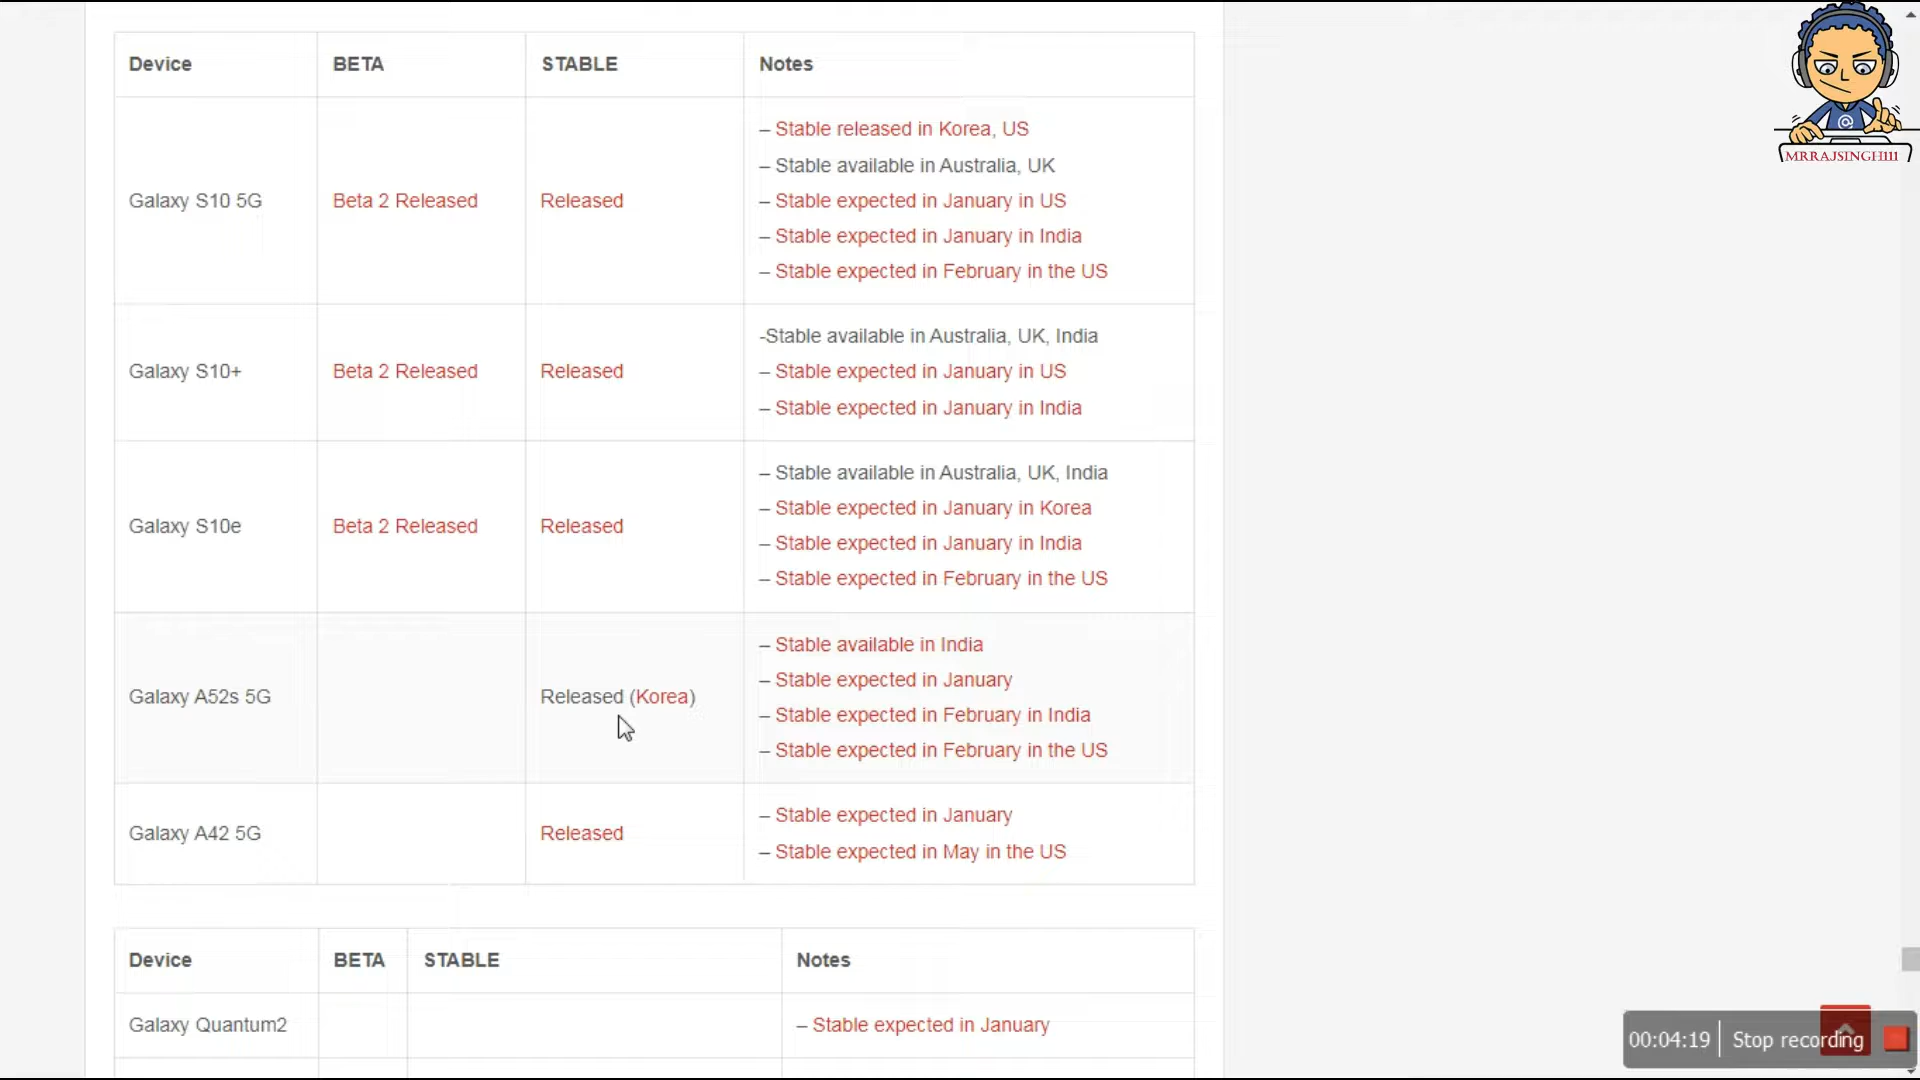 Device BETA STABLE Notes
– Stable released in Korea, US
– Stable available in Australia, UK
Galaxy S10 5G Beta 2 Released Released – Stable expected in January in US
– Stable expected in January in India
– Stable expected in February in the US
-Stable available in Australia, UK, India
Galaxy S10+ Beta 2 Released Released – Stable expected in January in US
– Stable expected in January in India
– Stable available in Australia, UK, India
– Stable expected in January in Korea
Galaxy S10e Beta 2 Released Released
– Stable expected in January in India
– Stable expected in February in the US
– Stable available in India
– Stable expected in January
Galaxy A52s 5G Released (Korea)
– Stable expected in February in India
– Stable expected in February in the US
– Stable expected in January
Galaxy A42 5G Released
– Stable expected in May in the US
Device BETA STABLE Notes
Galaxy Quantum2 – Stable expected in January
@
MRRAJSINGH111
00:04:19 Stop recording